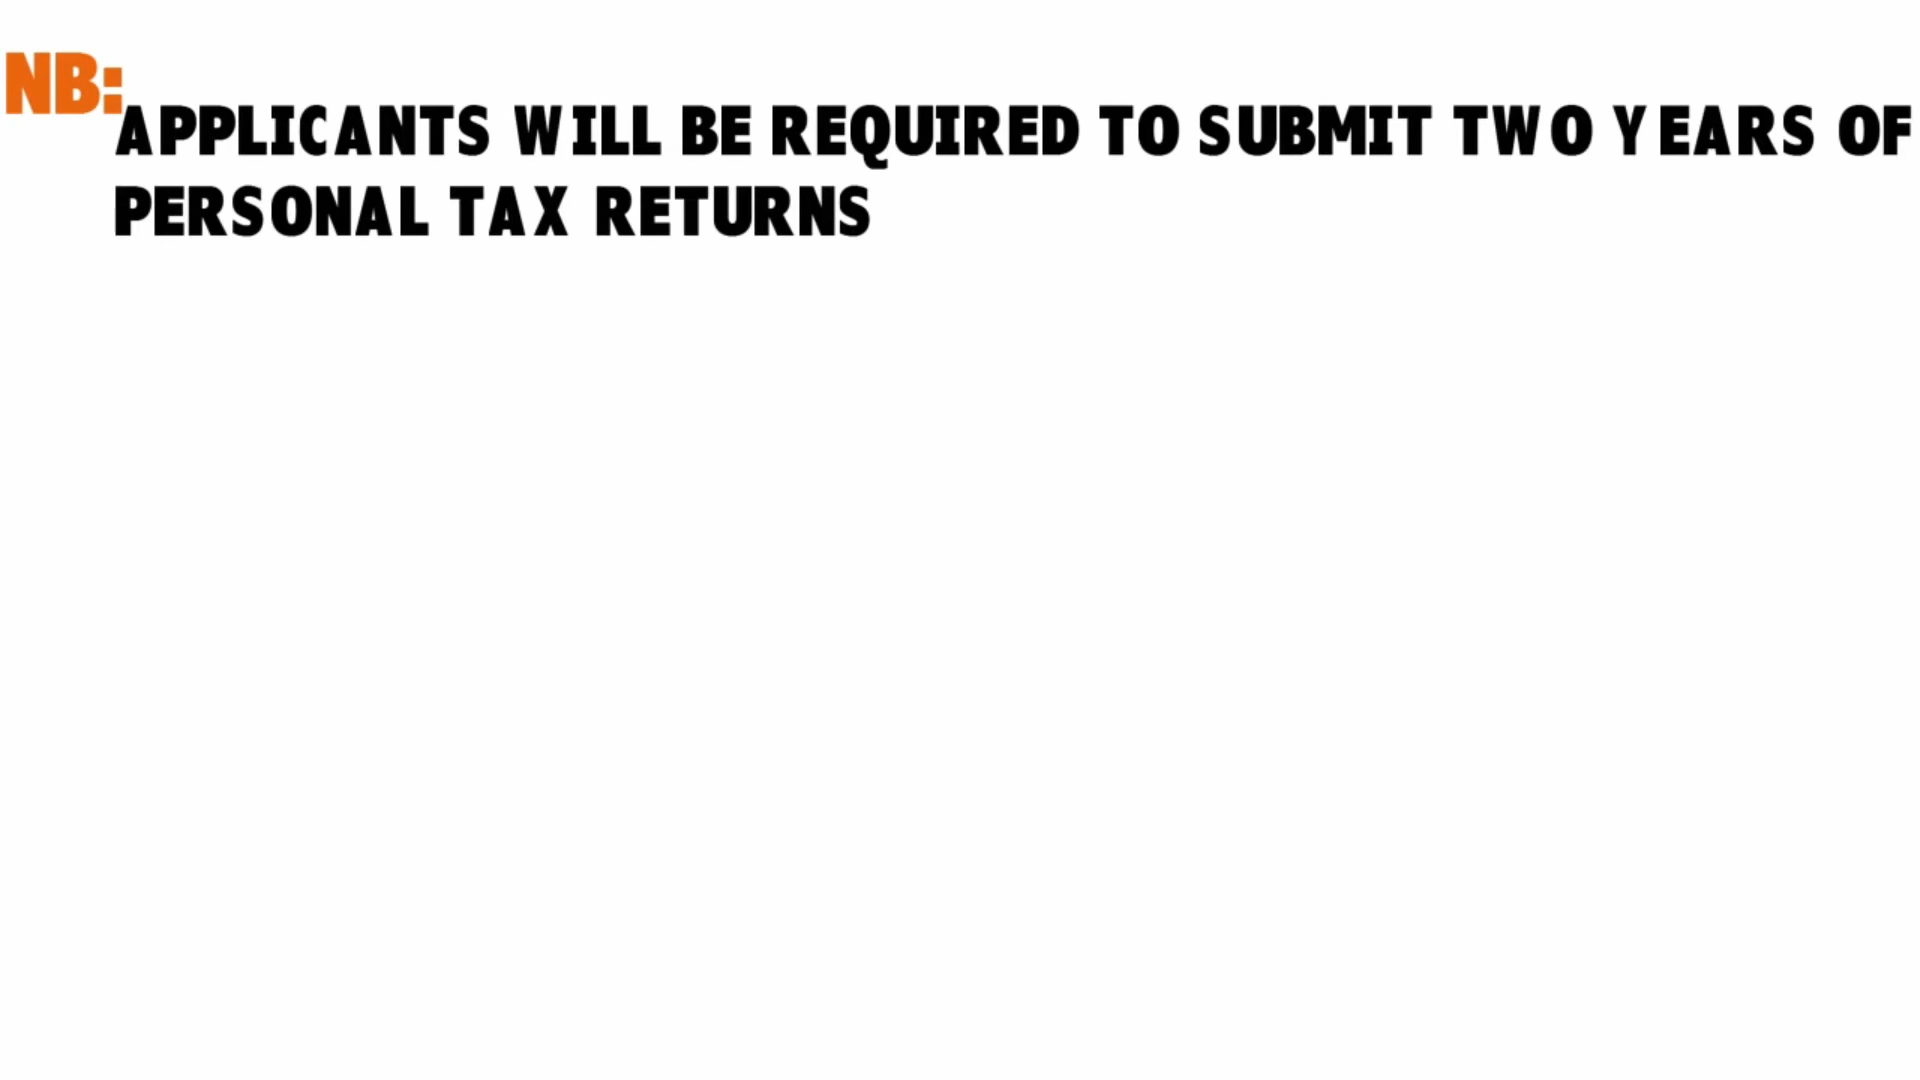 NB:
APPLICANTS WILL BE REQUIRED TO SUBMIT TWO YEARS OF
PERSONAL TAX RETURNS